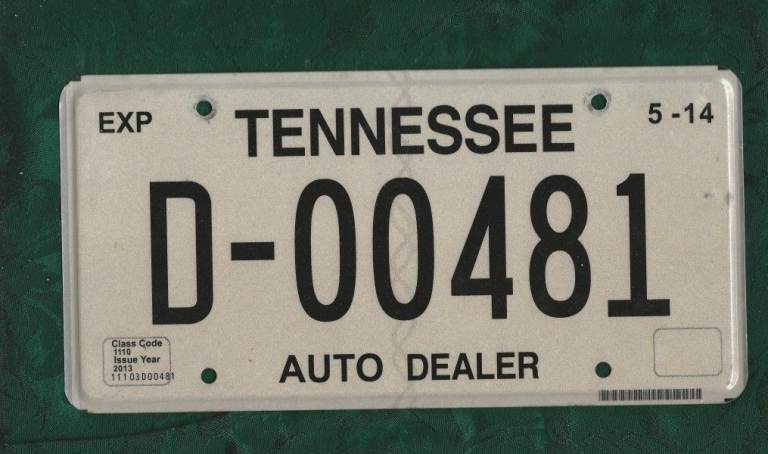 EXP TENNESSEE 5-14
D-00481
Class Code
1110
Issue Year
2013
11103D00481
AUTO DEALER